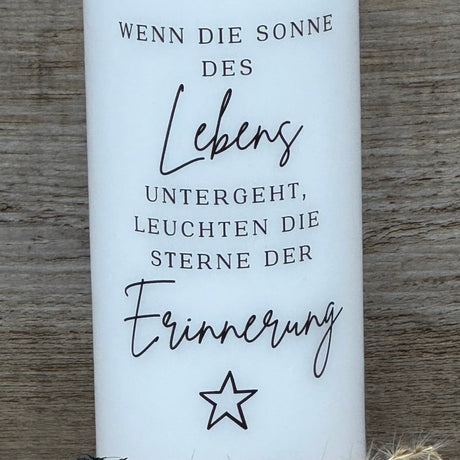 WENN DIE SONNE
DES
Lebens
UNTERGEHT,
LEUCHTEN DIE
STERNE DER
Erinnerung